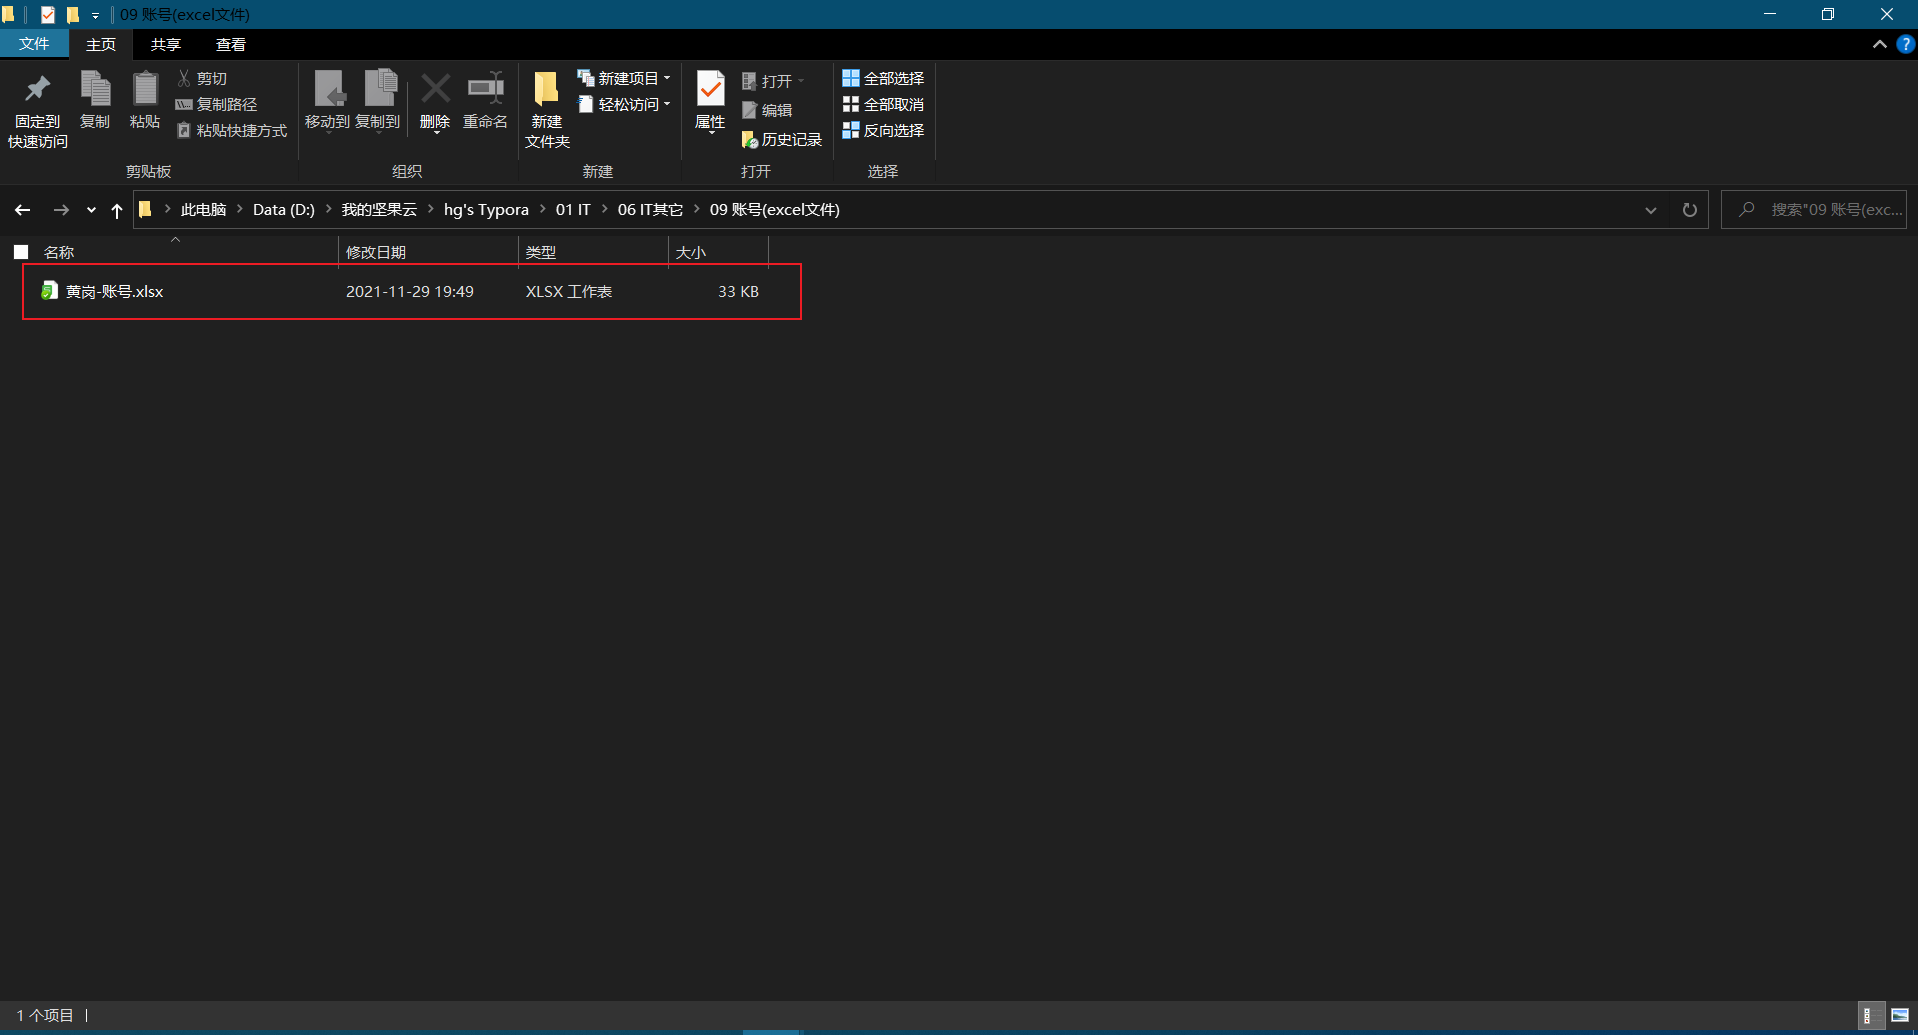 09 账号(excel文件)
文件 主页 共享 查看
固定到
快速访问
复制
粘贴
剪切
复制路径
粘贴快捷方式
剪贴板
移动到 复制到 删除 重命名
组织
新建
文件夹
新建项目
轻松访问
新建
属性
打开
编辑
历史记录
打开
全部选择
全部取消
反向选择
选择
此电脑 > Data (D:) > 我的坚果云 > hg's Typora > 01 IT > 06 IT其它 > 09 账号(excel文件)
搜索"09 账号(exc...
名称 修改日期 类型 大小
黄岗-账号.xlsx 2021-11-29 19:49 XLSX 工作表 33 KB
1 个项目